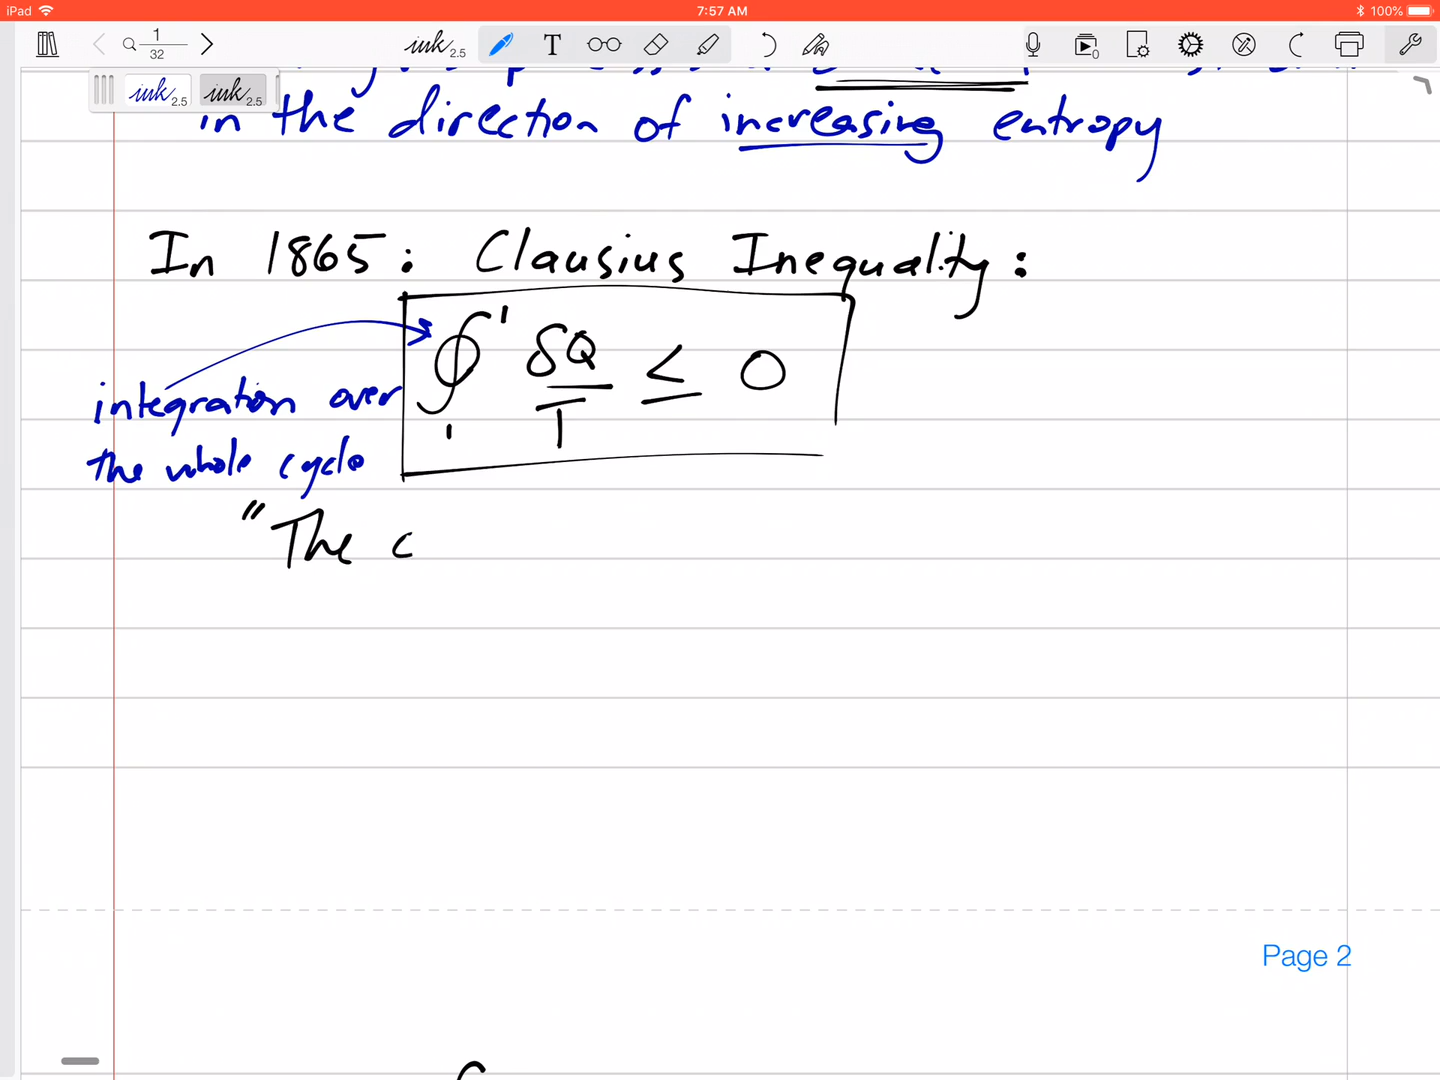 iPad 7:57 AM 100%
1
32
ink 2.5 T 0
ink 2.5 ink 2.5
in the direction of increasing entropy
In 1865: Clausius Inequality:
∮ δQ/T ≤ 0
integration over
the whole cycle
"The c
Page 2